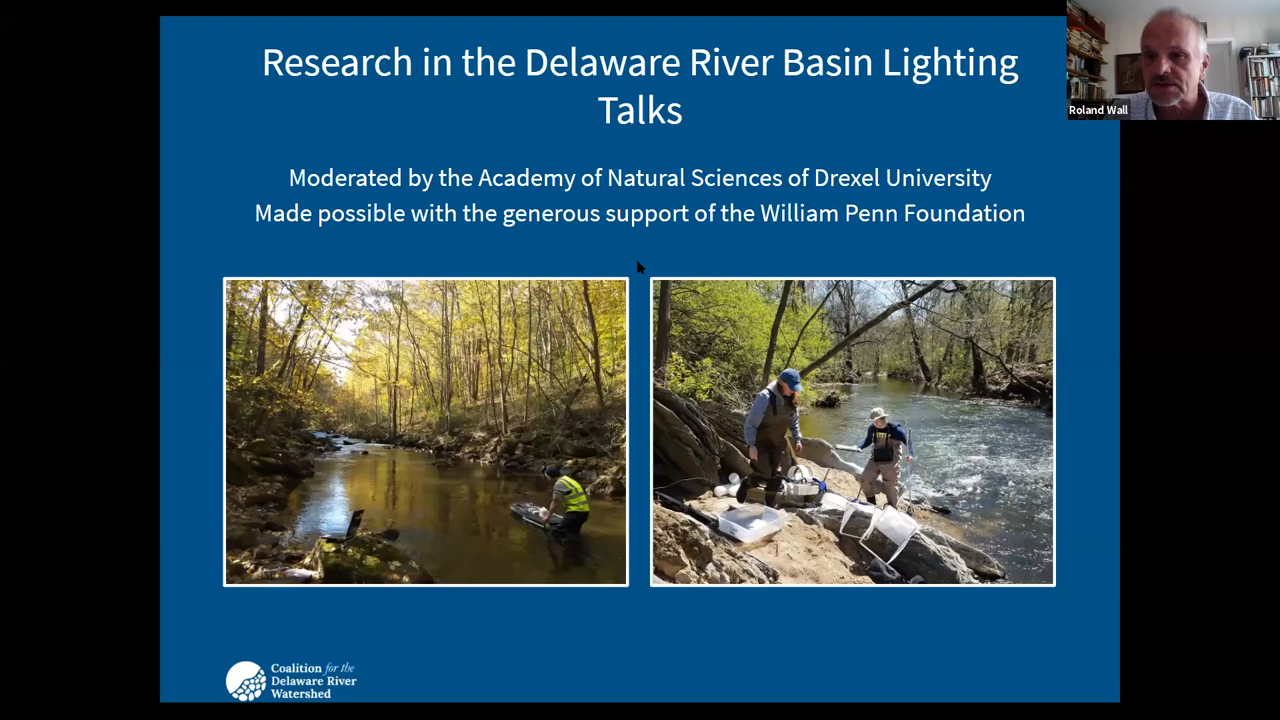 Research in the Delaware River Basin Lighting
Talks
Roland Wall
Moderated by the Academy of Natural Sciences of Drexel University
Made possible with the generous support of the William Penn Foundation
Coalition for the
Delaware River
Watershed